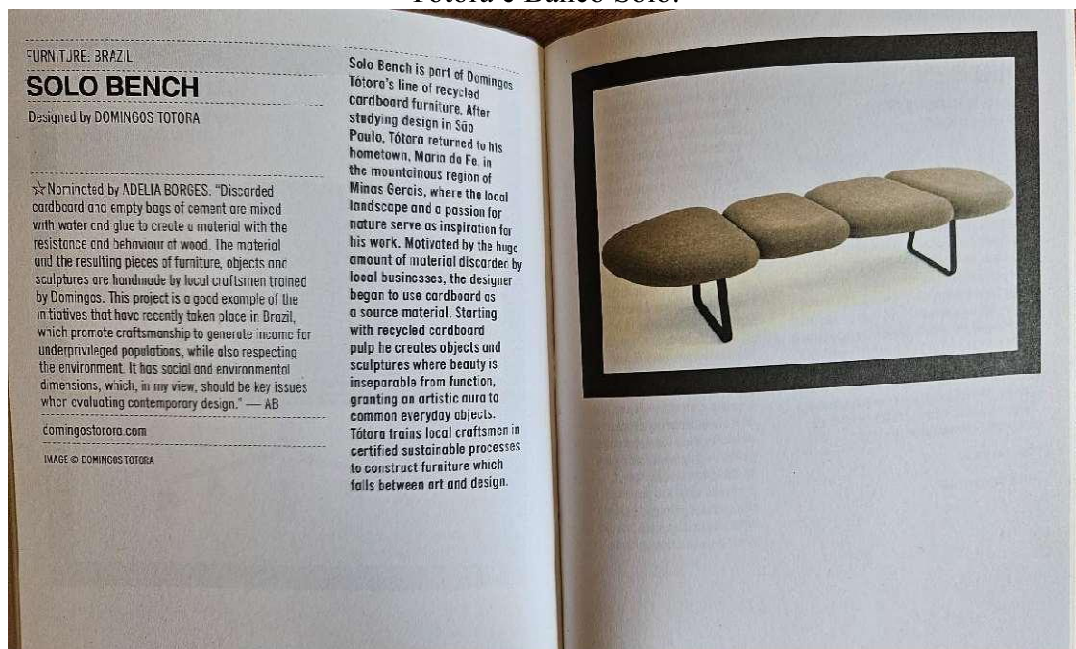 Tótora e Banco Solo.
FURNITURE: BRAZIL
SOLO BENCH
Designed by DOMINGOS TOTORA
☆ Nominated by ADELIA BORGES. “Discarded
cardboard and empty bags of cement are mixed
with water and glue to create a material with the
resistance and behaviour of wood. The material
and the resulting pieces of furniture, objects and
sculptures are handmade by local craftsmen trained
by Domingos. This project is a good example of the
initiatives that have recently taken place in Brazil,
which promote craftsmanship to generate income for
underprivileged populations, while also respecting
the environment. It has social and environmental
dimensions, which, in my view, should be key issues
when evaluating contemporary design.” — AB
domingostotora.com
IMAGE © DOMINGOS TOTORA
Solo Bench is part of Domingos
Tótora's line of recycled
cardboard furniture. After
studying design in São
Paulo, Tótora returned to his
hometown, Maria da Fe, in
the mountainous region of
Minas Gerais, where the local
landscape and a passion for
nature serve as inspiration for
his work. Motivated by the huge
amount of material discarded by
local businesses, the designer
began to use cardboard as
a source material. Starting
with recycled cardboard
pulp he creates objects and
sculptures where beauty is
inseparable from function,
granting an artistic aura to
common everyday objects.
Tótora trains local craftsmen in
certified sustainable processes
to construct furniture which
falls between art and design.